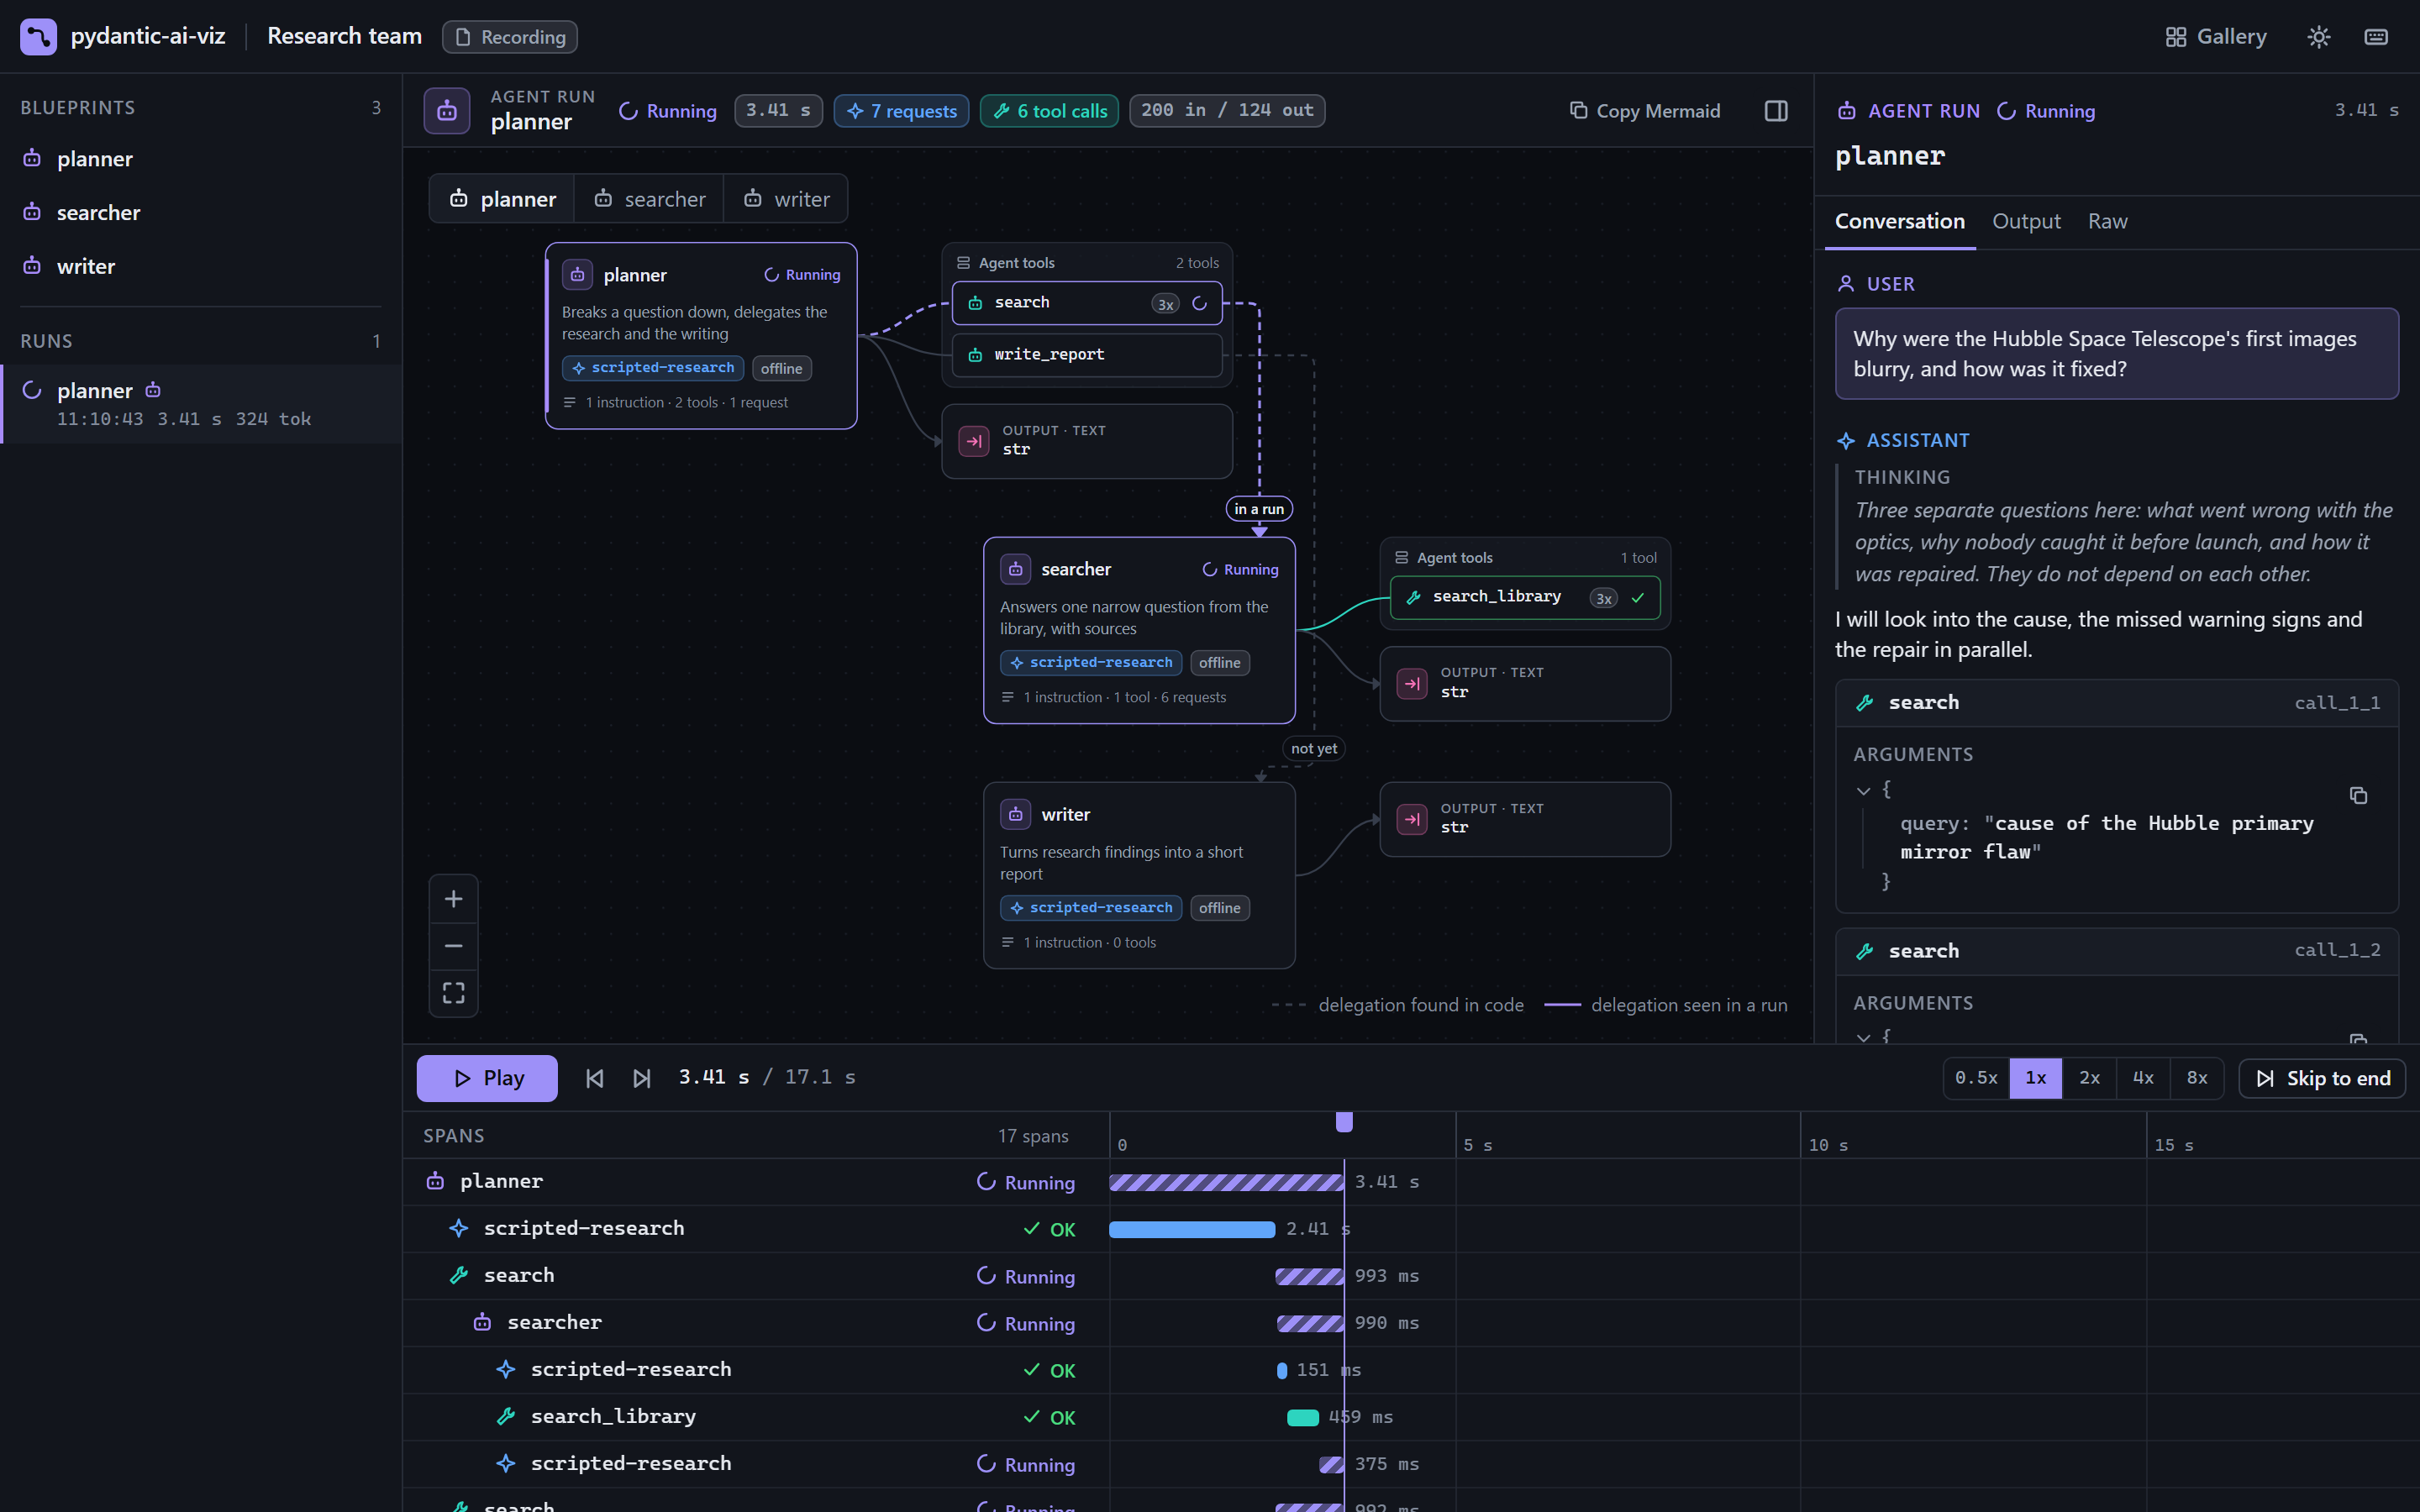 pydantic-ai-viz
Research team
Recording
Gallery
BLUEPRINTS 3
planner
searcher
writer
RUNS 1
planner
11:10:43 3.41 s 324 tok
AGENT RUN
planner
Running
3.41 s
7 requests
6 tool calls
200 in / 124 out
Copy Mermaid
planner
searcher
writer
planner
Running
Breaks a question down, delegates the
research and the writing
scripted-research
offline
1 instruction · 2 tools · 1 request
Agent tools 2 tools
search 3x
write_report
OUTPUT · TEXT
str
in a run
searcher
Running
Answers one narrow question from the
library, with sources
scripted-research
offline
1 instruction · 1 tool · 6 requests
Agent tools 1 tool
search_library 3x
OUTPUT · TEXT
str
not yet
writer
Turns research findings into a short
report
scripted-research
offline
1 instruction · 0 tools
OUTPUT · TEXT
str
delegation found in code
delegation seen in a run
AGENT RUN
Running
3.41 s
planner
Conversation
Output
Raw
USER
Why were the Hubble Space Telescope's first images
blurry, and how was it fixed?
ASSISTANT
THINKING
Three separate questions here: what went wrong with the
optics, why nobody caught it before launch, and how it
was repaired. They do not depend on each other.
I will look into the cause, the missed warning signs and
the repair in parallel.
search call_1_1
ARGUMENTS
{
query: "cause of the Hubble primary
mirror flaw"
}
search call_1_2
ARGUMENTS
{
Play
3.41 s / 17.1 s
0.5x 1x 2x 4x 8x
Skip to end
SPANS 17 spans
0 5 s 10 s 15 s
planner Running 3.41 s
scripted-research OK 2.41 s
search Running 993 ms
searcher Running 990 ms
scripted-research OK 151 ms
search_library OK 459 ms
scripted-research Running 375 ms
search Running 992 ms